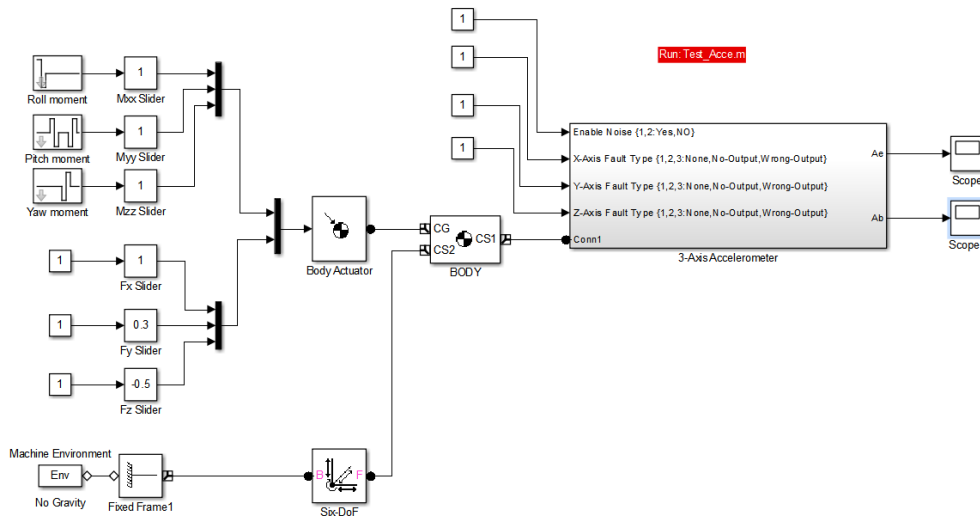 1
1
1
1
Run: Test_Acce.m
Roll moment
1
Mxx Slider
Pitch moment
1
Myy Slider
Yaw moment
1
Mzz Slider
Enable Noise {1,2:Yes,NO}
X-Axis Fault Type {1,2,3:None,No-Output,Wrong-Output}
Y-Axis Fault Type {1,2,3:None,No-Output,Wrong-Output}
Z-Axis Fault Type {1,2,3:None,No-Output,Wrong-Output}
Conn1
Ae
Ab
3-Axis Accelerometer
Scope
Scope
Body Actuator
CG
CS2
CS1
BODY
1
1
Fx Slider
1
0.3
Fy Slider
1
-0.5
Fz Slider
Machine Environment
Env
No Gravity
Fixed Frame1
B
F
Six-DoF